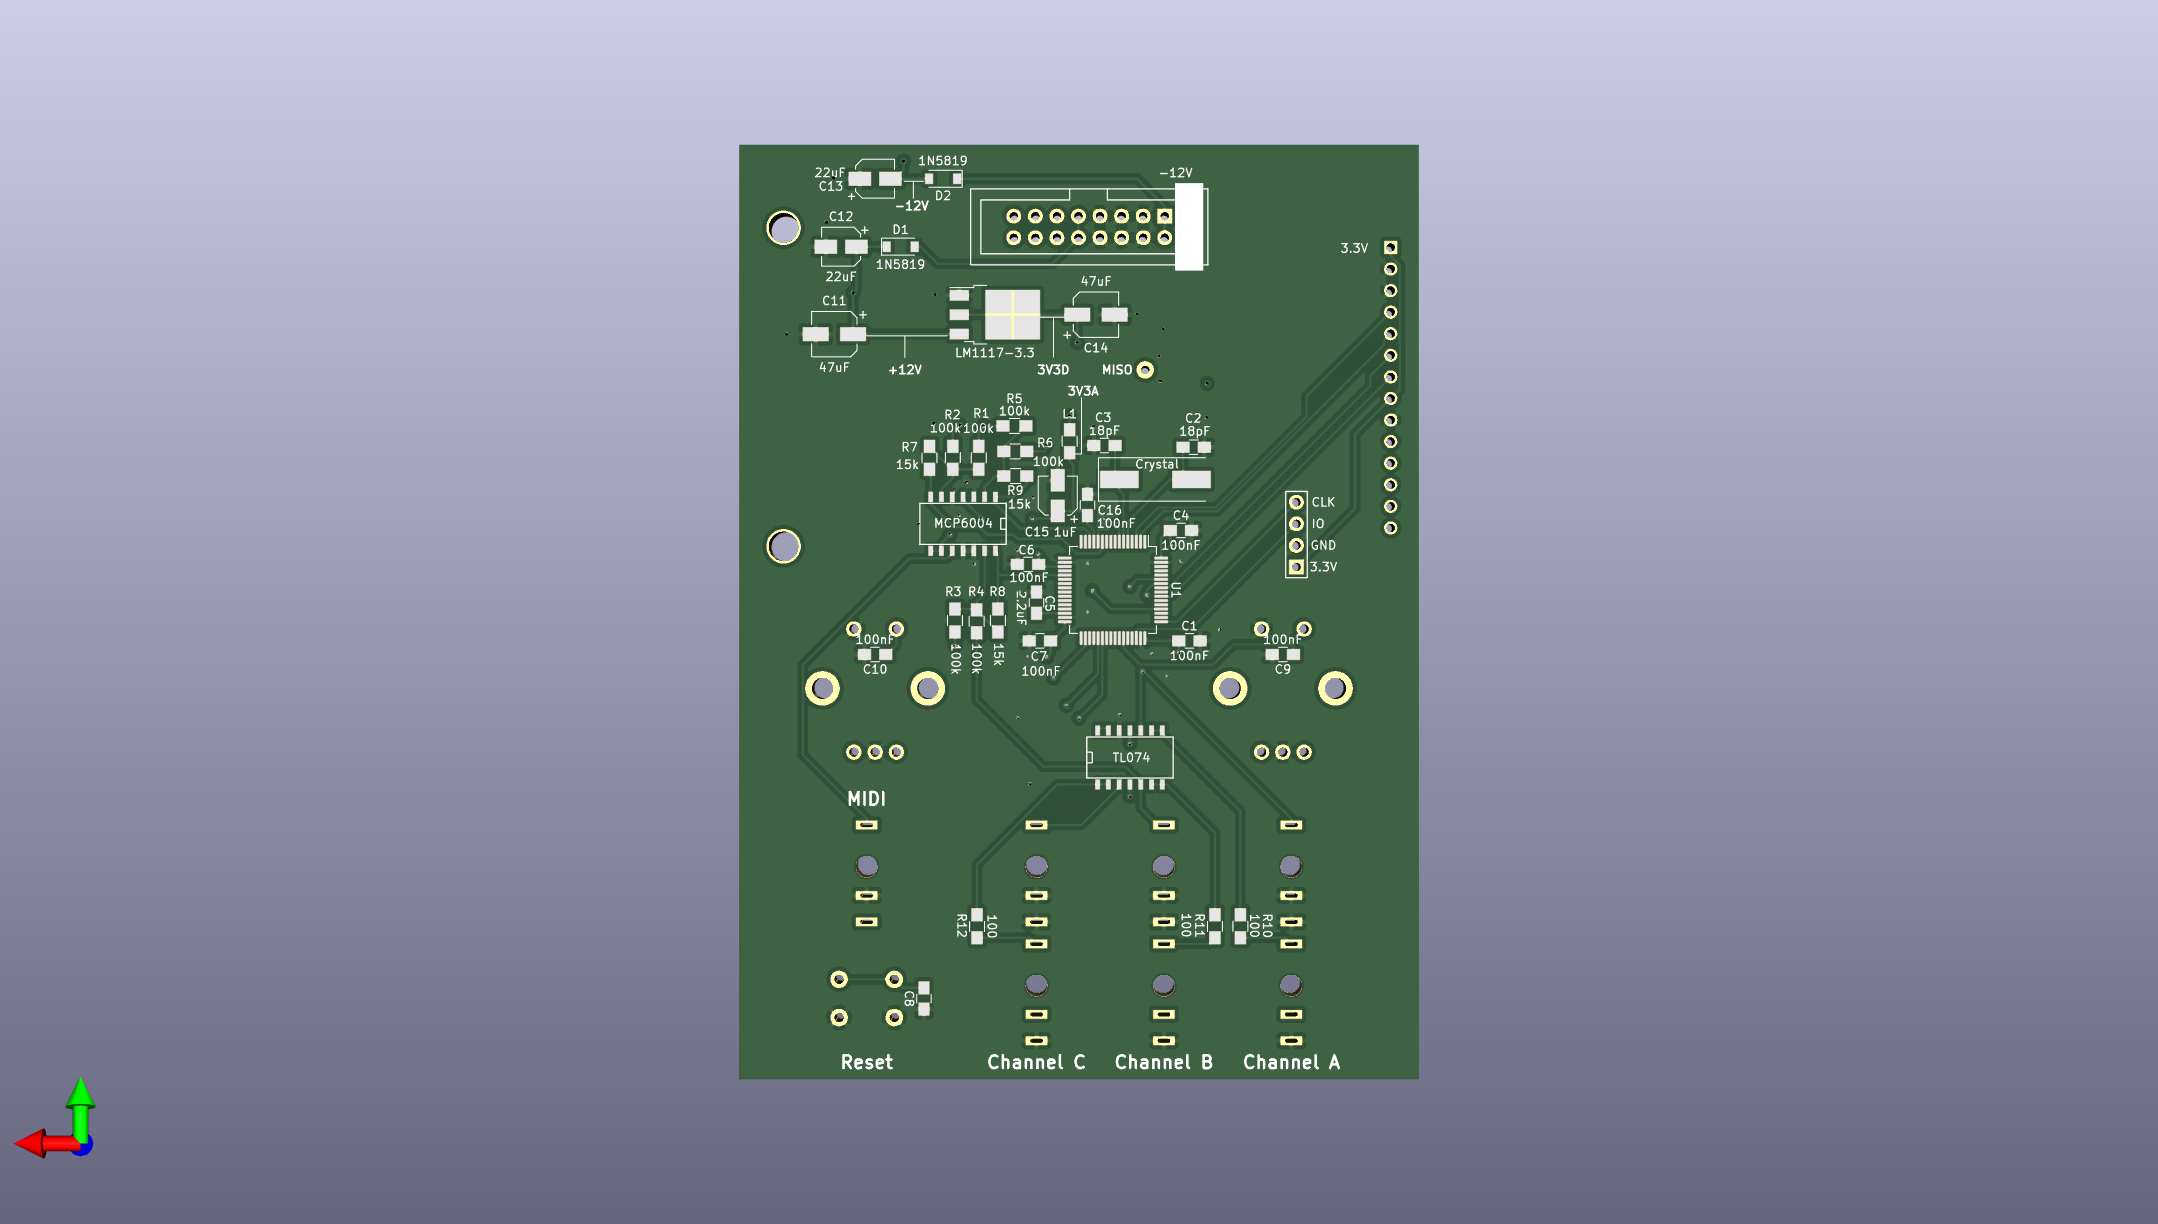 1N5819
22uF
C13
+
D2
-12V
-12V
C12
+
D1
1N5819
22uF
3.3V
47uF
C11
+
+
LM1117-3.3
C14
47uF
+12V
3V3D
MISO
3V3A
R5
100k
R2
R1
100k
100k
L1
C3
18pF
C2
18pF
R7
R6
15k
100k
Crystal
R9
15k
CLK
C16
+
100nF
C4
MCP6004
IO
C15
1uF
100nF
GND
C6
100nF
3.3V
R3
R4
R8
2.2uF
C5
U1
C1
100nF
100nF
100nF
C10
100k
100k
15k
C7
100nF
C9
TL074
MIDI
R12
100
100
R11
100
R10
C8
Reset
Channel C
Channel B
Channel A